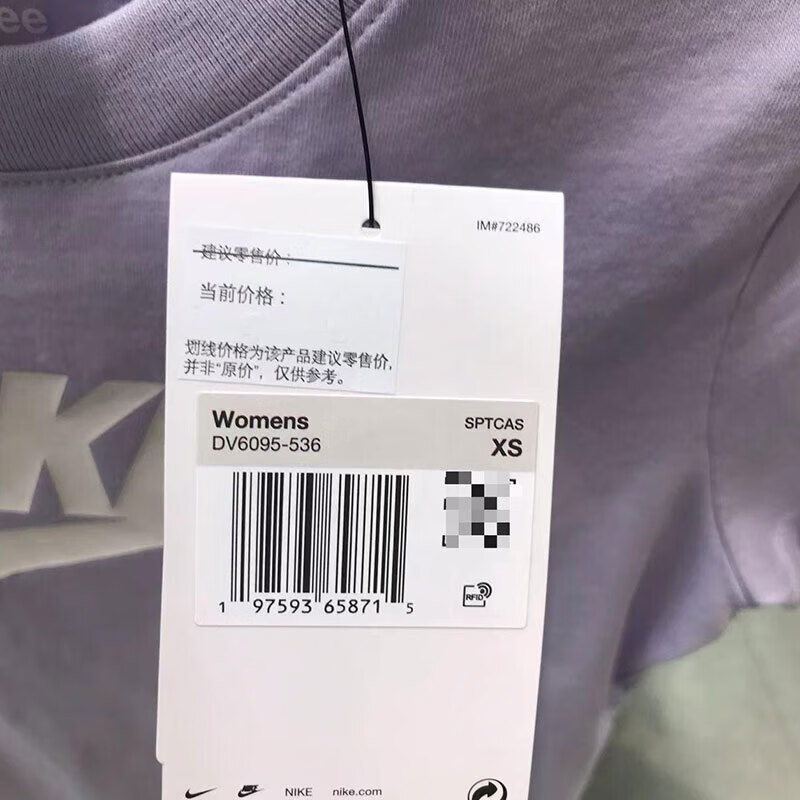 ee
IM#722486
建议零售价：
当前价格：
划线价格为该产品建议零售价,
并非“原价”，仅供参考。
Womens
SPTCAS
DV6095-536
XS
K
RFID
1 97593 65871 5
NIKE nike.com